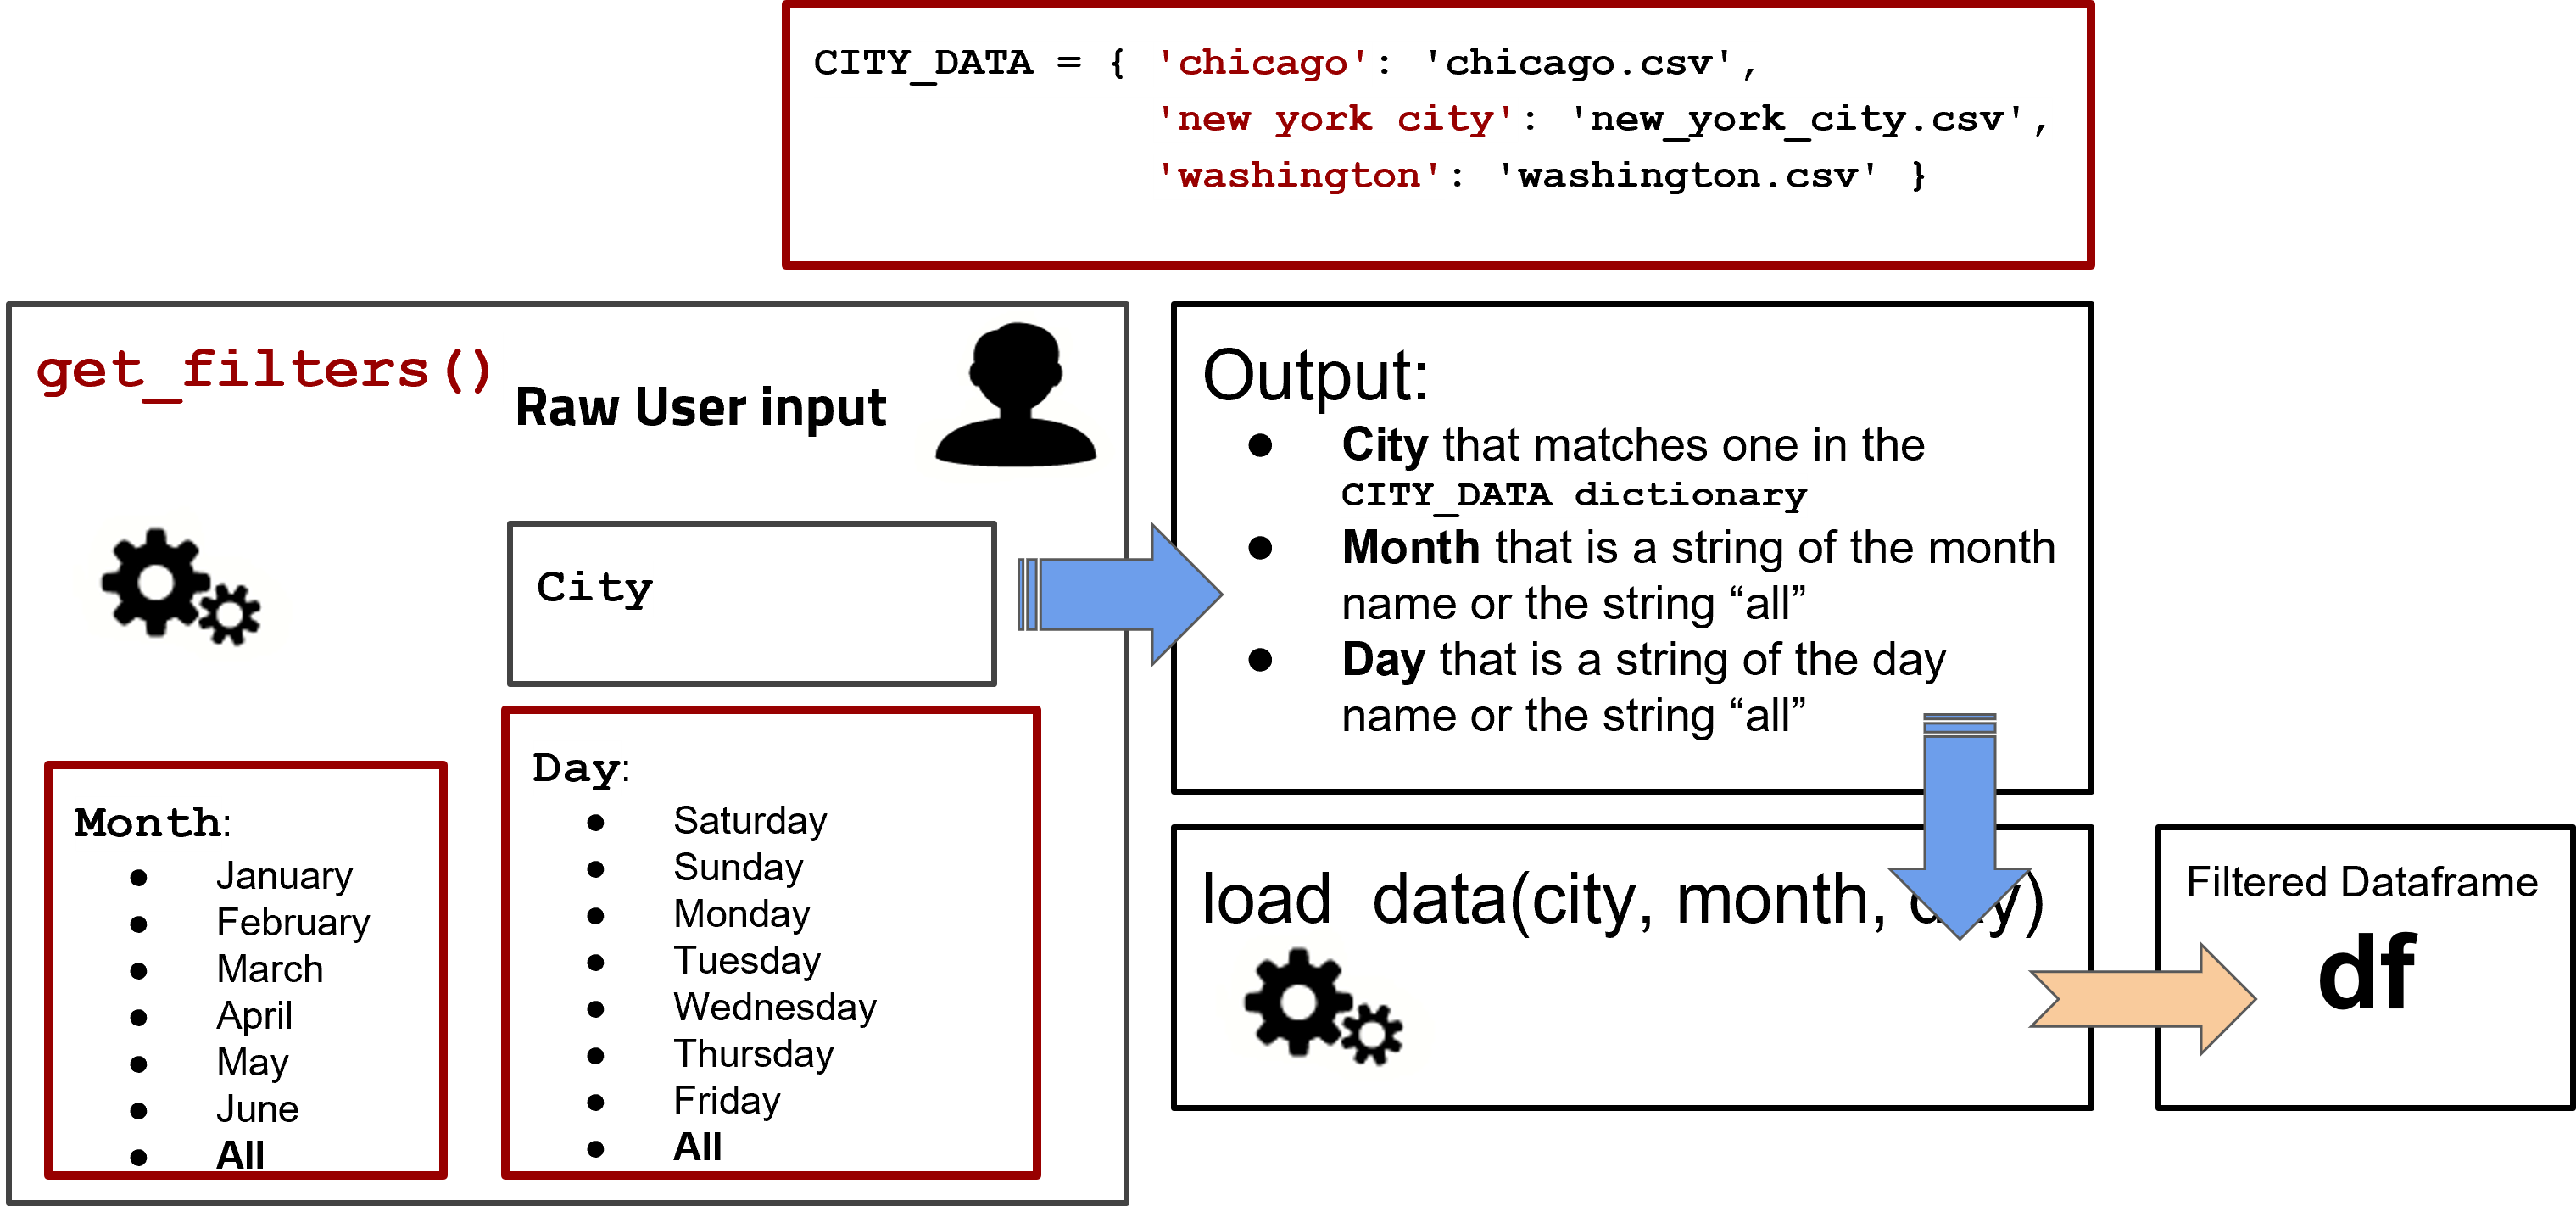 CITY_DATA = { 'chicago': 'chicago.csv',
'new york city': 'new_york_city.csv',
'washington': 'washington.csv' }
get_filters()
Raw User input
City
Month:
● January
● February
● March
● April
● May
● June
● All
Day:
● Saturday
● Sunday
● Monday
● Tuesday
● Wednesday
● Thursday
● Friday
● All
Output:
● City that matches one in the
CITY_DATA dictionary
● Month that is a string of the month
name or the string “all”
● Day that is a string of the day
name or the string “all”
load data(city, month, day)
Filtered Dataframe
df